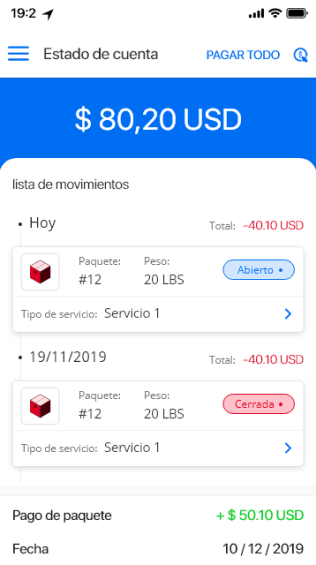 19:2
Estado de cuenta PAGAR TODO
$ 80,20 USD
lista de movimientos
• Hoy Total: -40.10 USD
Paquete: Peso:
#12 20 LBS Abierto •
Tipo de servicio: Servicio 1
• 19/11/2019 Total: -40.10 USD
Paquete: Peso:
#12 20 LBS Cerrada •
Tipo de servicio: Servicio 1
Pago de paquete + $ 50.10 USD
Fecha 10 / 12 / 2019